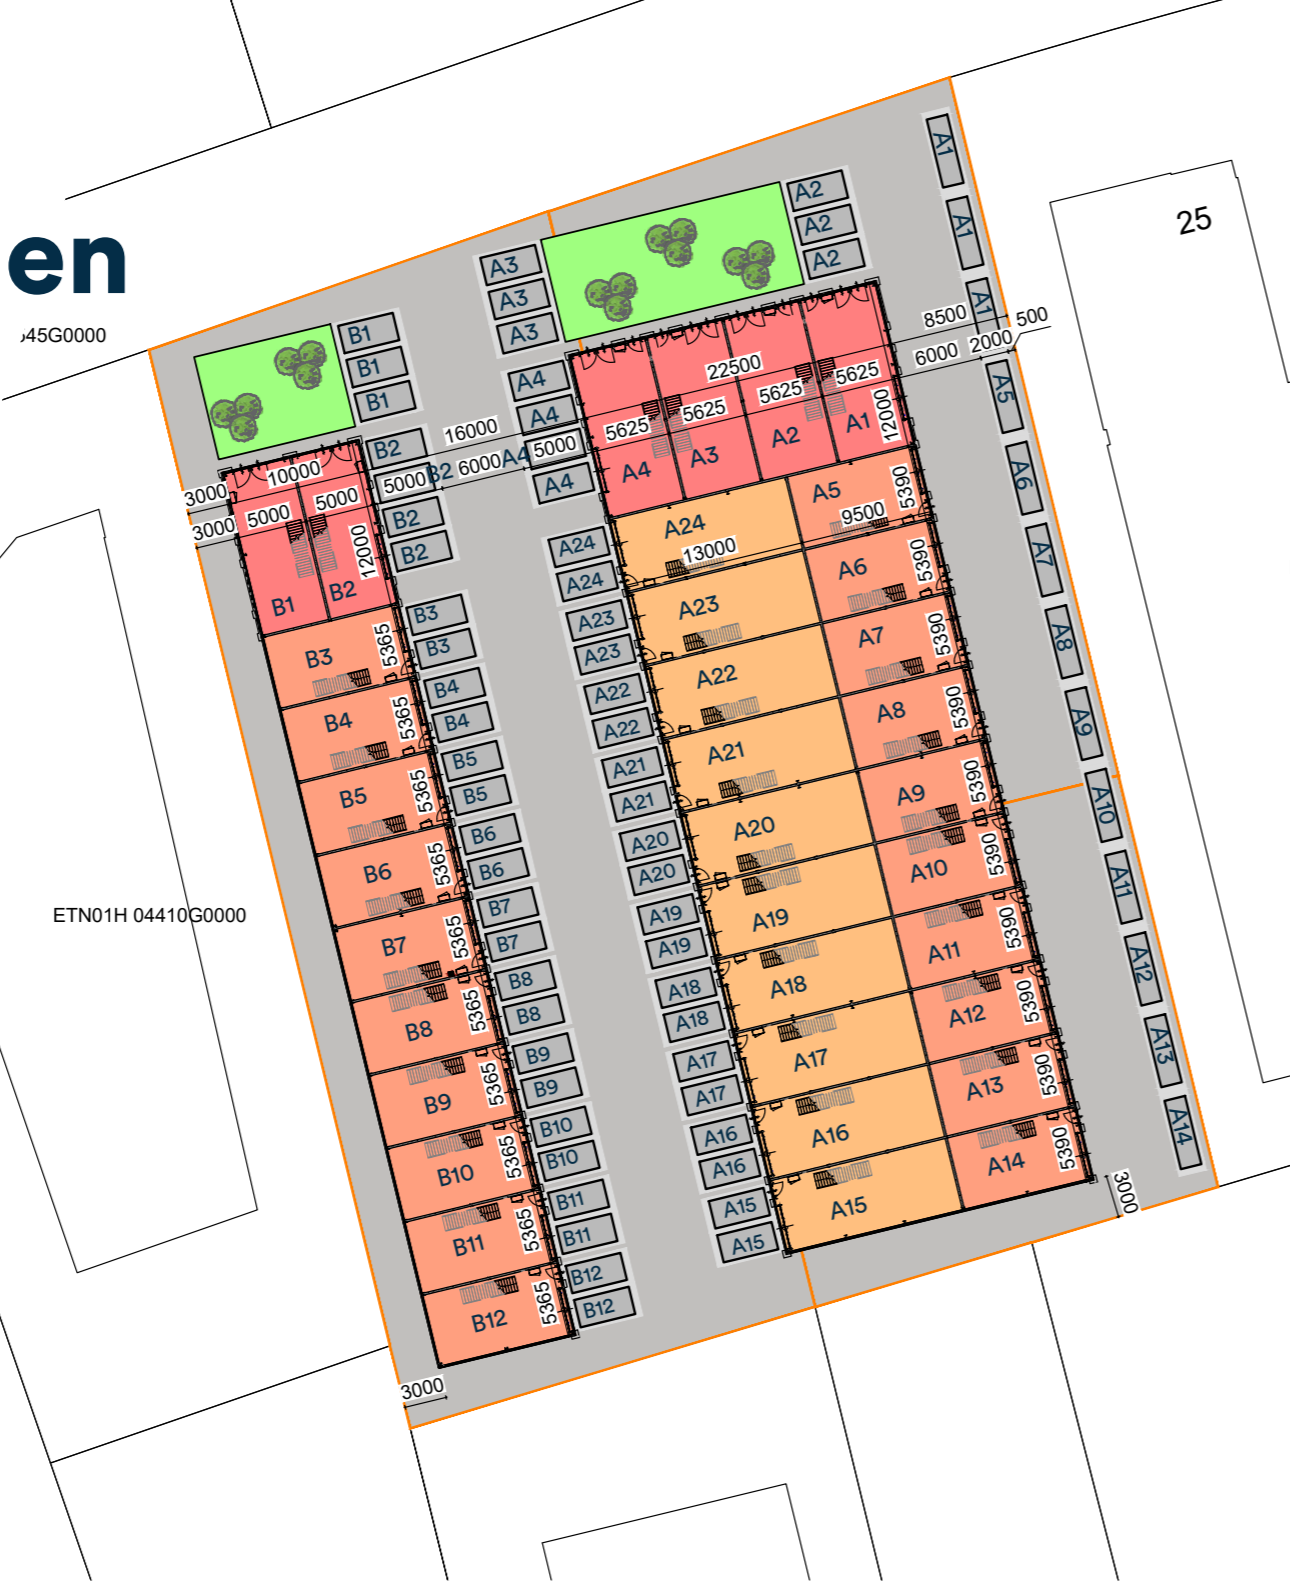 en
45G0000
25
ETN01H 04410G0000
A1
A1
A1
A2
A2
A2
A3
A3
A3
A4
A4
A4
A4
B1
B1
B1
B2
B2
B2
B2
8500
500
6000
2000
22500
5625
5625
5625
5625
12000
A4
A3
A2
A1
16000
5000
6000
5000
10000
3000
3000
5000
5000
12000
B1
B2
A24
13000
A5
9500
5390
A23
A6
5390
A22
A7
5390
A21
A8
5390
A20
A9
5390
A19
A10
5390
A18
A11
5390
A17
A12
5390
A16
A13
5390
A15
A14
5390
3000
A5
A6
A7
A8
A9
A10
A11
A12
A13
A14
A24
A24
A23
A23
A22
A22
A21
A21
A20
A20
A19
A19
A18
A18
A17
A17
A16
A16
A15
A15
B3
5365
B4
5365
B5
5365
B6
5365
B7
5365
B8
5365
B9
5365
B10
5365
B11
5365
B12
5365
B3
B3
B4
B4
B5
B5
B6
B6
B7
B7
B8
B8
B9
B9
B10
B10
B11
B11
B12
B12
3000